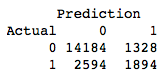 Prediction
Actual 0 1
0 14184 1328
1 2594 1894